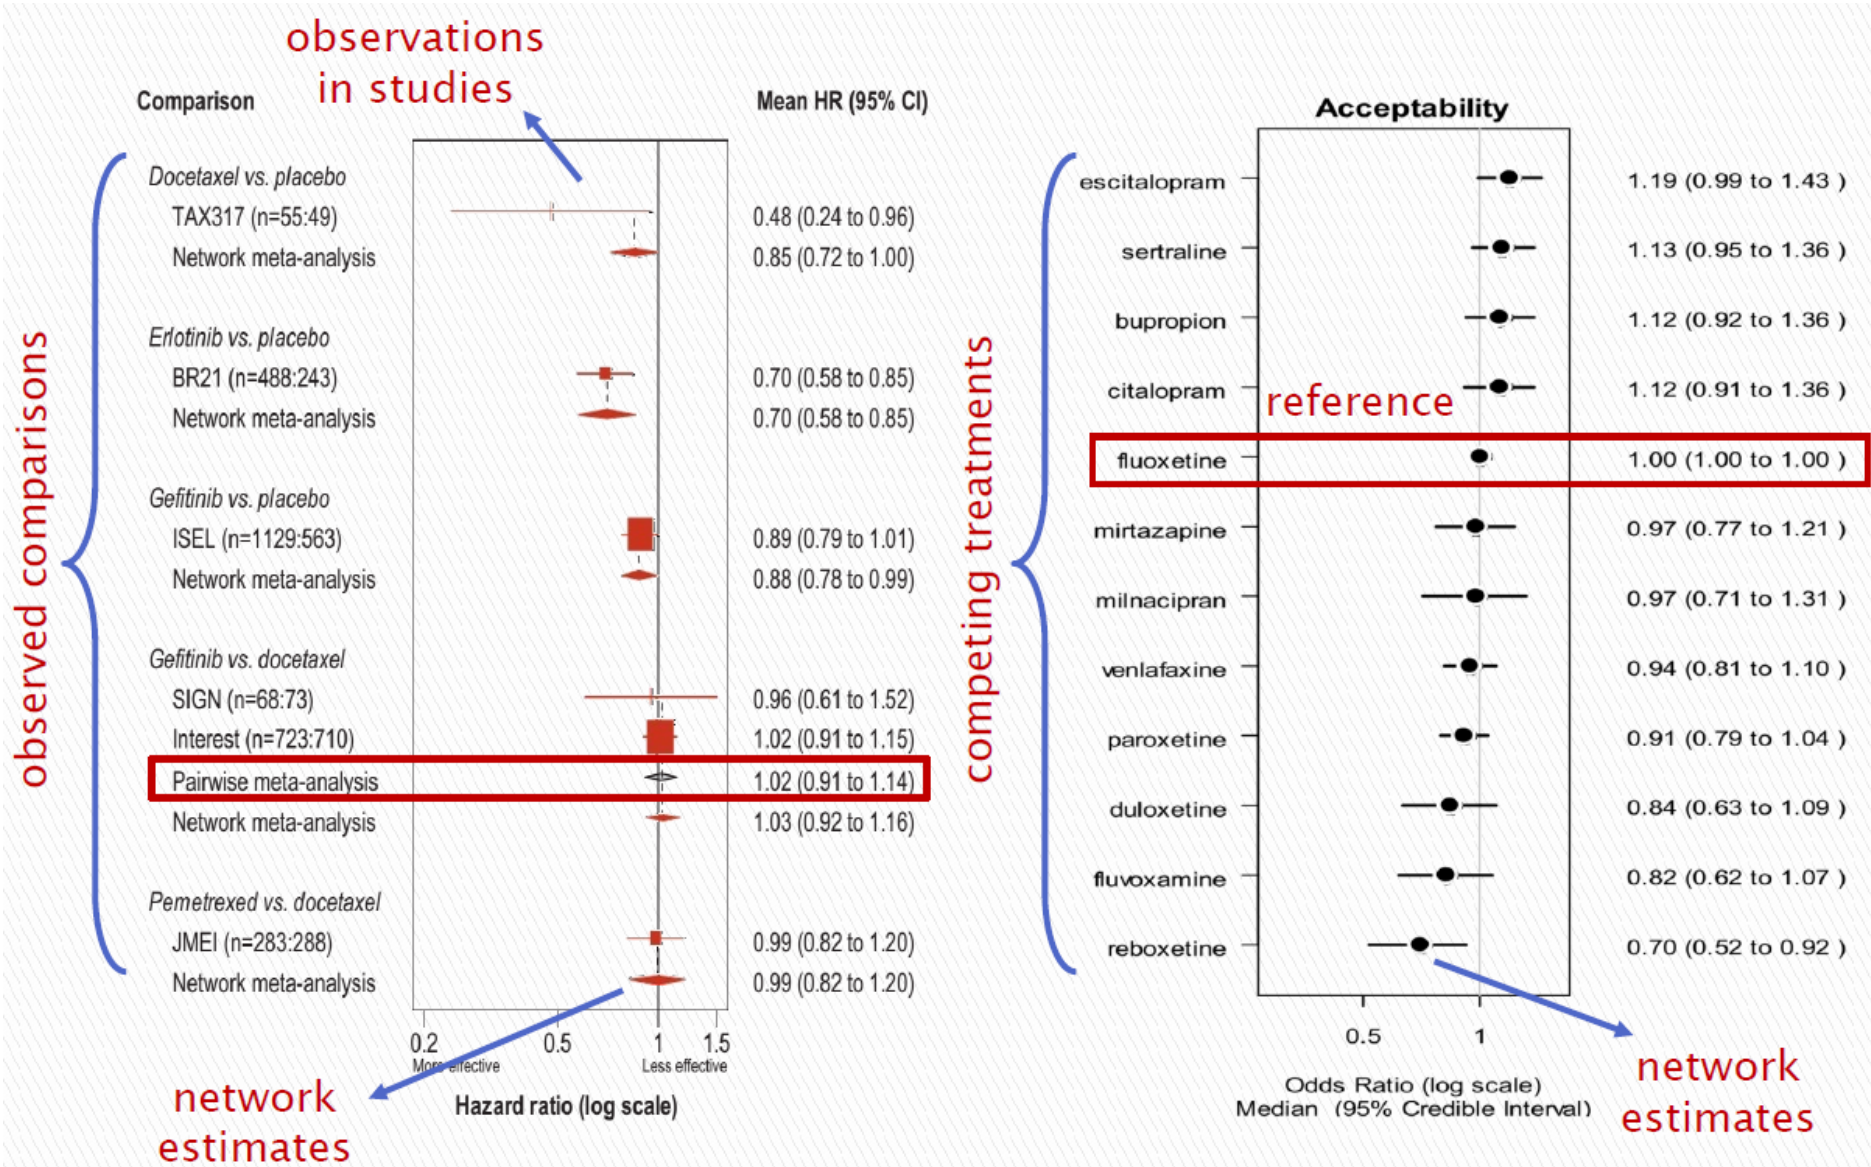 observations
in studies
Comparison
Mean HR (95% CI)
Docetaxel vs. placebo
TAX317 (n=55:49)
0.48 (0.24 to 0.96)
Network meta-analysis
0.85 (0.72 to 1.00)
Erlotinib vs. placebo
BR21 (n=488:243)
0.70 (0.58 to 0.85)
Network meta-analysis
0.70 (0.58 to 0.85)
Gefitinib vs. placebo
ISEL (n=1129:563)
0.89 (0.79 to 1.01)
Network meta-analysis
0.88 (0.78 to 0.99)
Gefitinib vs. docetaxel
SIGN (n=68:73)
0.96 (0.61 to 1.52)
Interest (n=723:710)
1.02 (0.91 to 1.15)
Pairwise meta-analysis
1.02 (0.91 to 1.14)
Network meta-analysis
1.03 (0.92 to 1.16)
Pemetrexed vs. docetaxel
JMEI (n=283:288)
0.99 (0.82 to 1.20)
Network meta-analysis
0.99 (0.82 to 1.20)
0.2 0.5 1 1.5
More effective
Less effective
Hazard ratio (log scale)
observed comparisons
network
estimates
Acceptability
escitalopram
1.19 (0.99 to 1.43 )
sertraline
1.13 (0.95 to 1.36 )
bupropion
1.12 (0.92 to 1.36 )
citalopram
1.12 (0.91 to 1.36 )
reference
fluoxetine
1.00 (1.00 to 1.00 )
mirtazapine
0.97 (0.77 to 1.21 )
milnacipran
0.97 (0.71 to 1.31 )
venlafaxine
0.94 (0.81 to 1.10 )
paroxetine
0.91 (0.79 to 1.04 )
duloxetine
0.84 (0.63 to 1.09 )
fluvoxamine
0.82 (0.62 to 1.07 )
reboxetine
0.70 (0.52 to 0.92 )
0.5 1
Odds Ratio (log scale)
Median (95% Credible Interval)
competing treatments
network
estimates